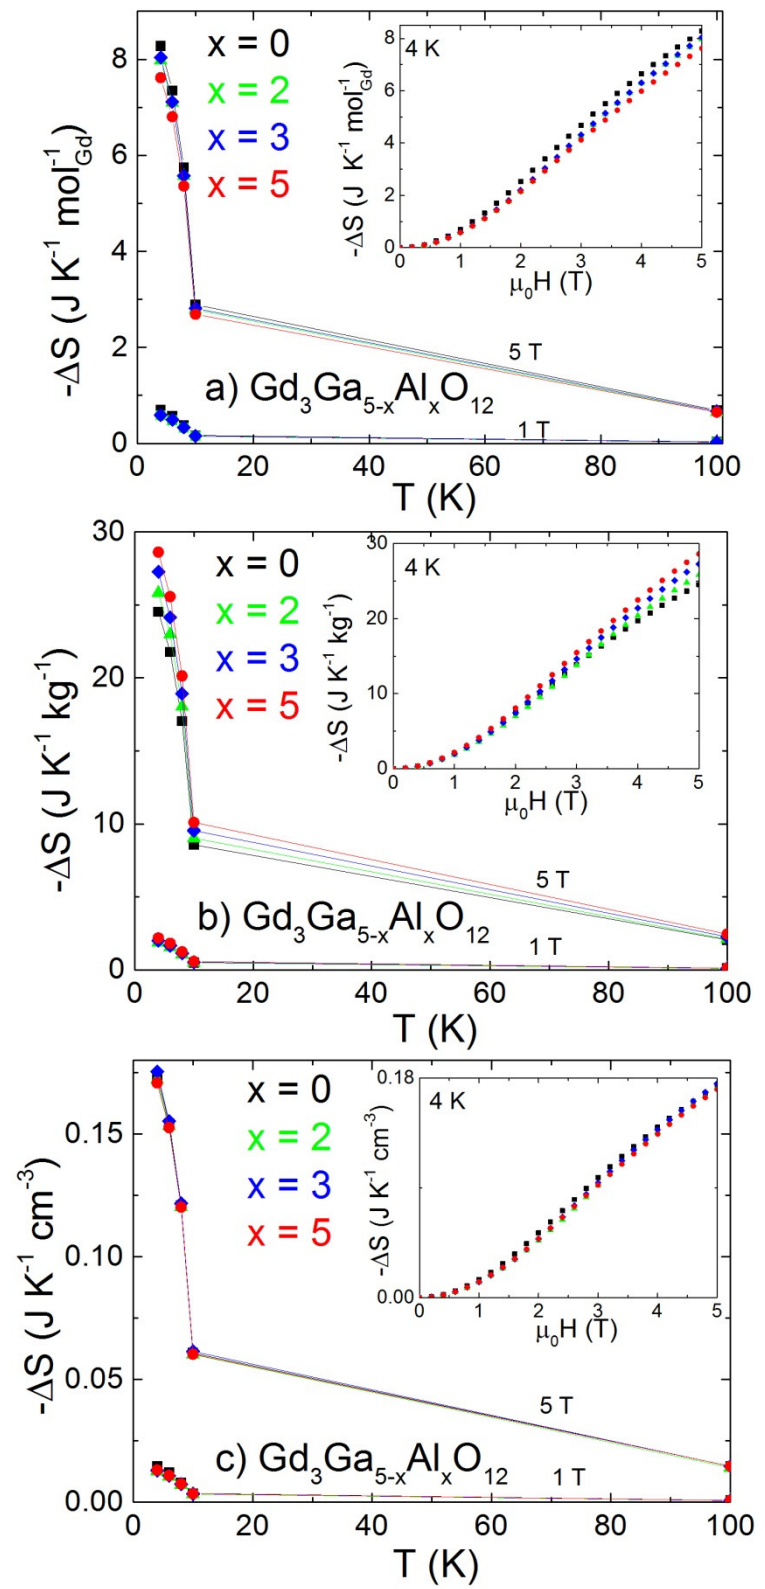 x = 0
x = 2
x = 3
x = 5
4 K
-ΔS (J K⁻¹ mol⁻¹Gd)
8
6
4
2
0
0 1 2 3 4 5
μ₀H (T)
-ΔS (J K⁻¹ mol⁻¹Gd)
8
6
4
2
0
5 T
a) Gd₃Ga₅₋ₓAlₓO₁₂
1 T
0 20 40 60 80 100
T (K)
x = 0
x = 2
x = 3
x = 5
4 K
-ΔS (J K⁻¹ kg⁻¹)
30
20
10
0
0 1 2 3 4 5
μ₀H (T)
-ΔS (J K⁻¹ kg⁻¹)
30
20
10
0
5 T
b) Gd₃Ga₅₋ₓAlₓO₁₂
1 T
0 20 40 60 80 100
T (K)
x = 0
x = 2
x = 3
x = 5
4 K
-ΔS (J K⁻¹ cm⁻³)
0.18
0.00
0 1 2 3 4 5
μ₀H (T)
-ΔS (J K⁻¹ cm⁻³)
0.15
0.10
0.05
0.00
5 T
c) Gd₃Ga₅₋ₓAlₓO₁₂
1 T
0 20 40 60 80 100
T (K)